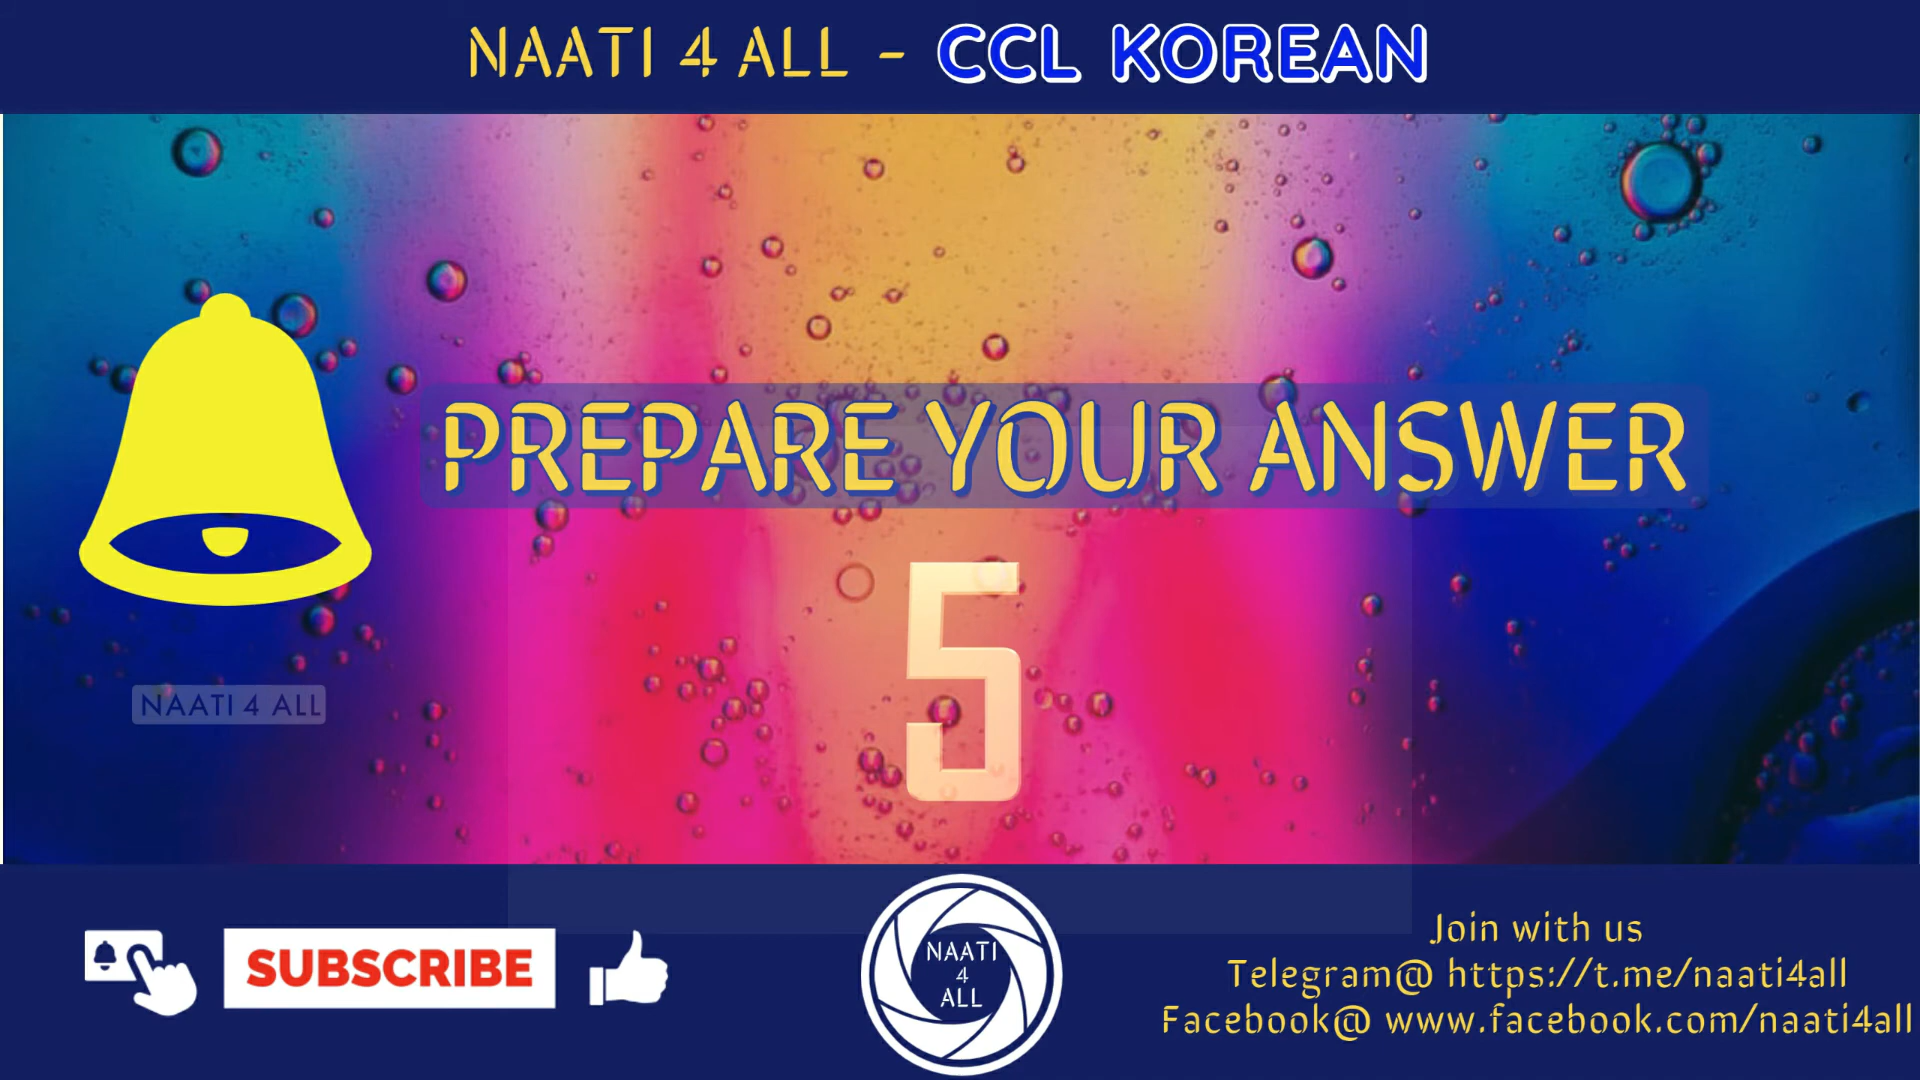 NAATI 4 ALL - CCL KOREAN
PREPARE YOUR ANSWER
5
NAATI 4 ALL
SUBSCRIBE
NAATI
4
ALL
Join with us
Telegram@ https://t.me/naati4all
Facebook@ www.facebook.com/naati4all